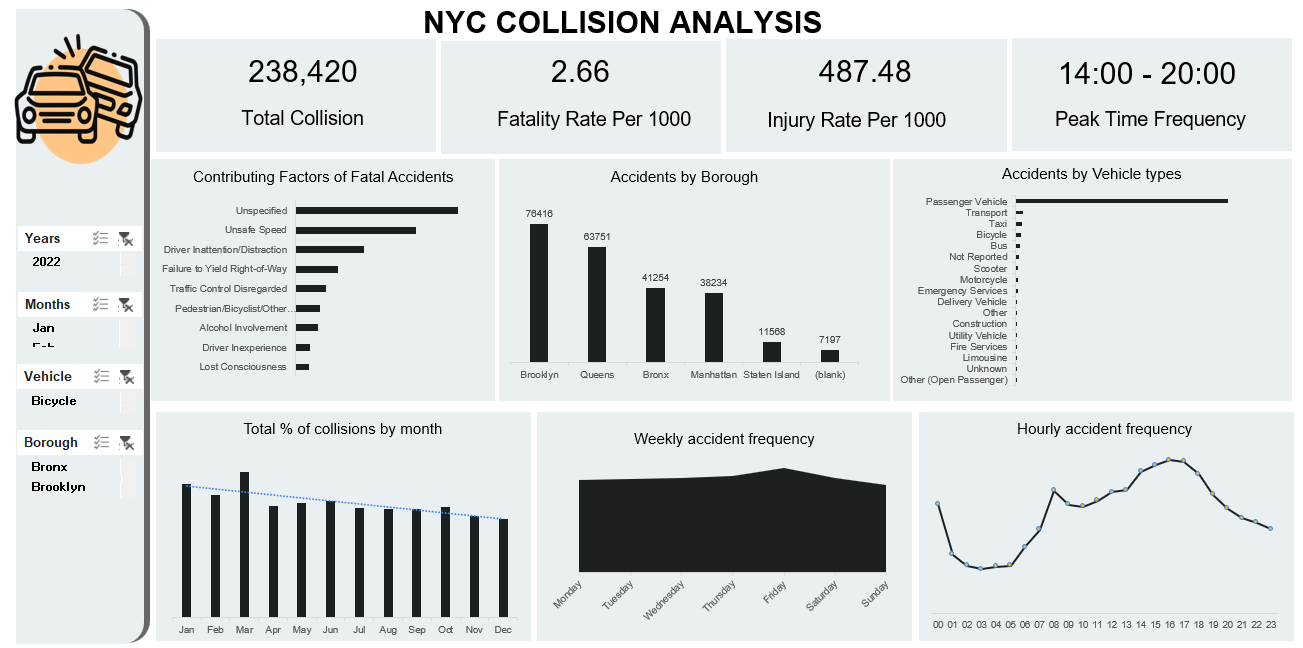 NYC COLLISION ANALYSIS
238,420
Total Collision
2.66
Fatality Rate Per 1000
487.48
Injury Rate Per 1000
14:00 - 20:00
Peak Time Frequency
Years
2022
Months
Jan
Vehicle
Bicycle
Borough
Bronx
Brooklyn
Contributing Factors of Fatal Accidents
Unspecified
Unsafe Speed
Driver Inattention/Distraction
Failure to Yield Right-of-Way
Traffic Control Disregarded
Pedestrian/Bicyclist/Other...
Alcohol Involvement
Driver Inexperience
Lost Consciousness
Accidents by Borough
76416
63751
41254
38234
11568
7197
Brooklyn Queens Bronx Manhattan Staten Island (blank)
Accidents by Vehicle types
Passenger Vehicle
Transport
Taxi
Bicycle
Bus
Not Reported
Scooter
Motorcycle
Emergency Services
Delivery Vehicle
Other
Construction
Utility Vehicle
Fire Services
Limousine
Unknown
Other (Open Passenger)
Total % of collisions by month
Jan Feb Mar Apr May Jun Jul Aug Sep Oct Nov Dec
Weekly accident frequency
Monday Tuesday Wednesday Thursday Friday Saturday Sunday
Hourly accident frequency
00 01 02 03 04 05 06 07 08 09 10 11 12 13 14 15 16 17 18 19 20 21 22 23